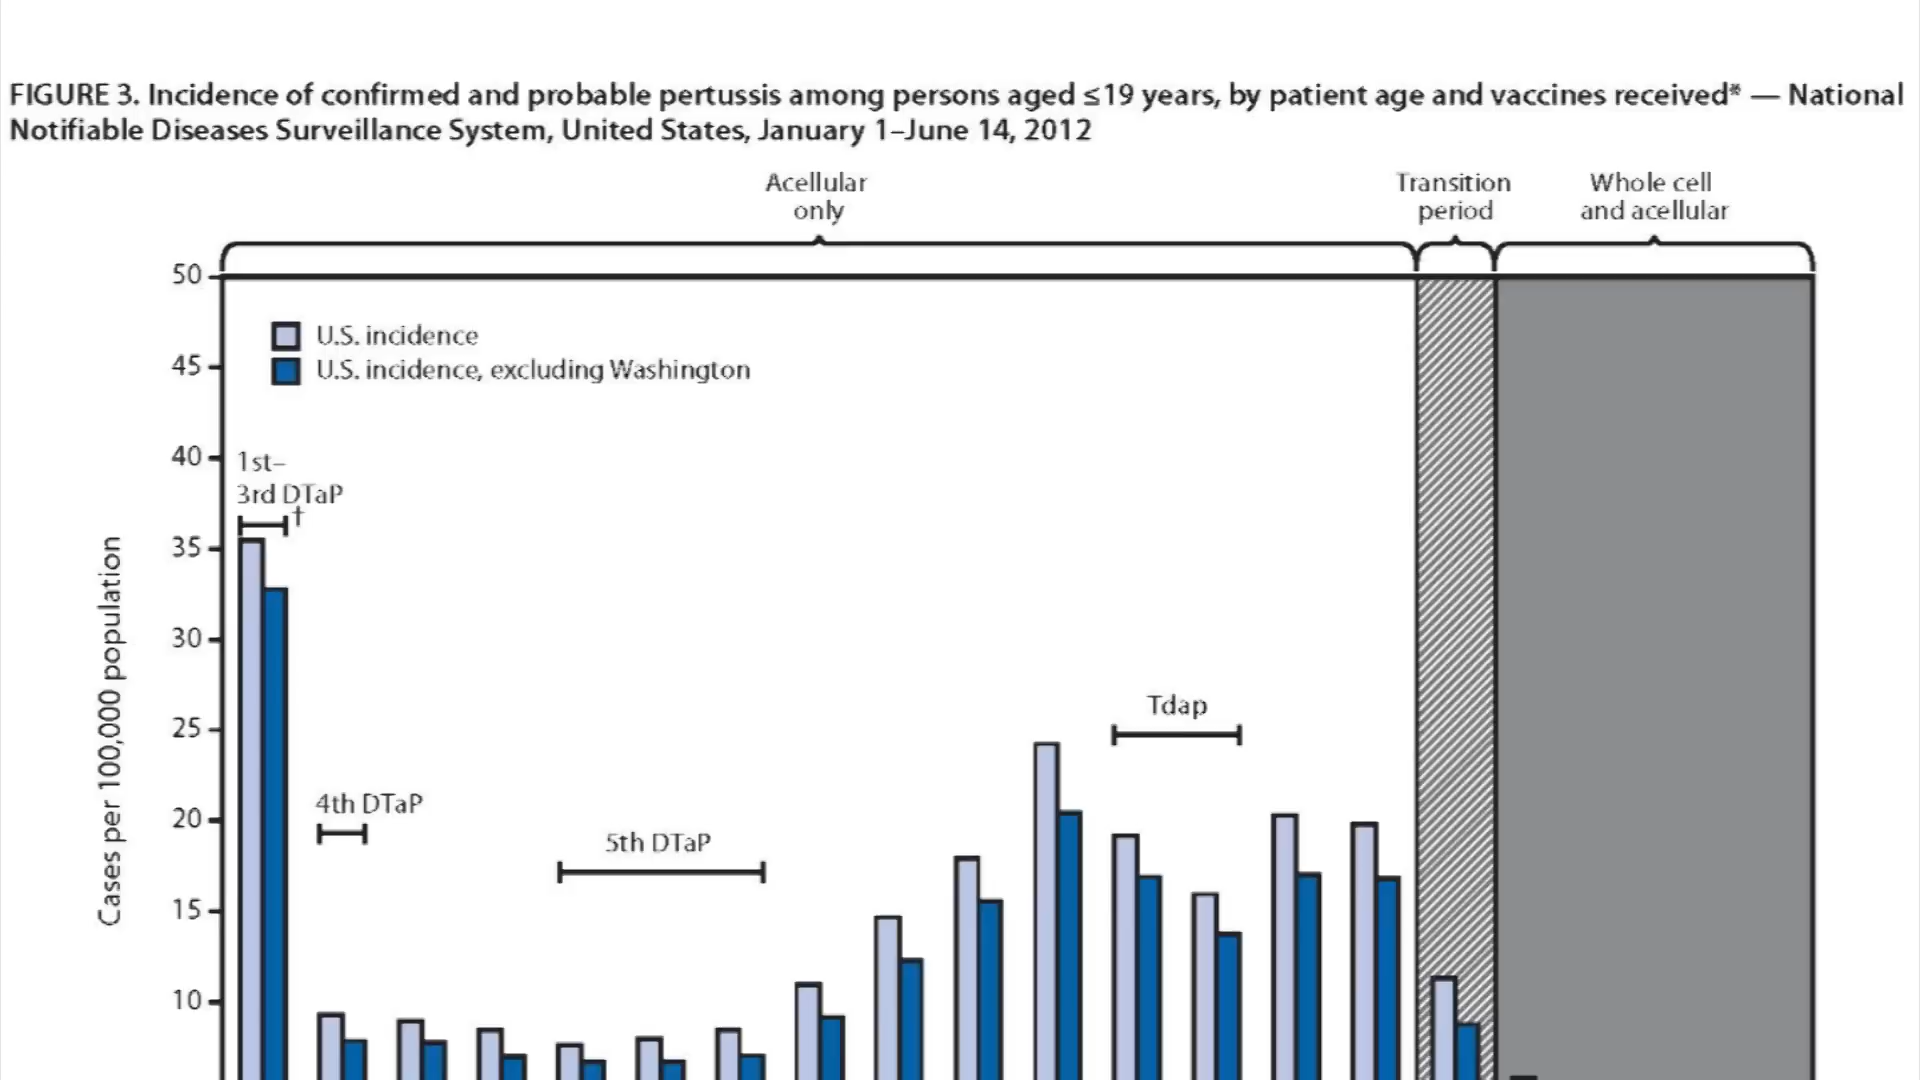 FIGURE 3. Incidence of confirmed and probable pertussis among persons aged ≤19 years, by patient age and vaccines received* — National
Notifiable Diseases Surveillance System, United States, January 1–June 14, 2012
Acellular
only
Transition
period
Whole cell
and acellular
50
U.S. incidence
45
U.S. incidence, excluding Washington
40
1st–
3rd DTaP
†
35
30
25
Tdap
20
4th DTaP
5th DTaP
15
10
Cases per 100,000 population